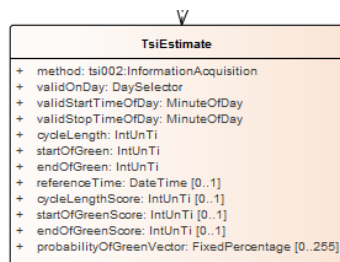 TsiEstimate
+ method: tsi002:InformationAcquisition
+ validOnDay: DaySelector
+ validStartTimeOfDay: MinuteOfDay
+ validStopTimeOfDay: MinuteOfDay
+ cycleLength: IntUnTi
+ startOfGreen: IntUnTi
+ endOfGreen: IntUnTi
+ referenceTime: DateTime [0..1]
+ cycleLengthScore: IntUnTi [0..1]
+ startOfGreenScore: IntUnTi [0..1]
+ endOfGreenScore: IntUnTi [0..1]
+ probabilityOfGreenVector: FixedPercentage [0..255]